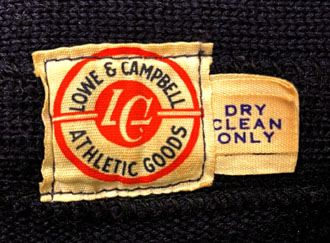 LOWE & CAMPBELL
LC
ATHLETIC GOODS
DRY
CLEAN
ONLY